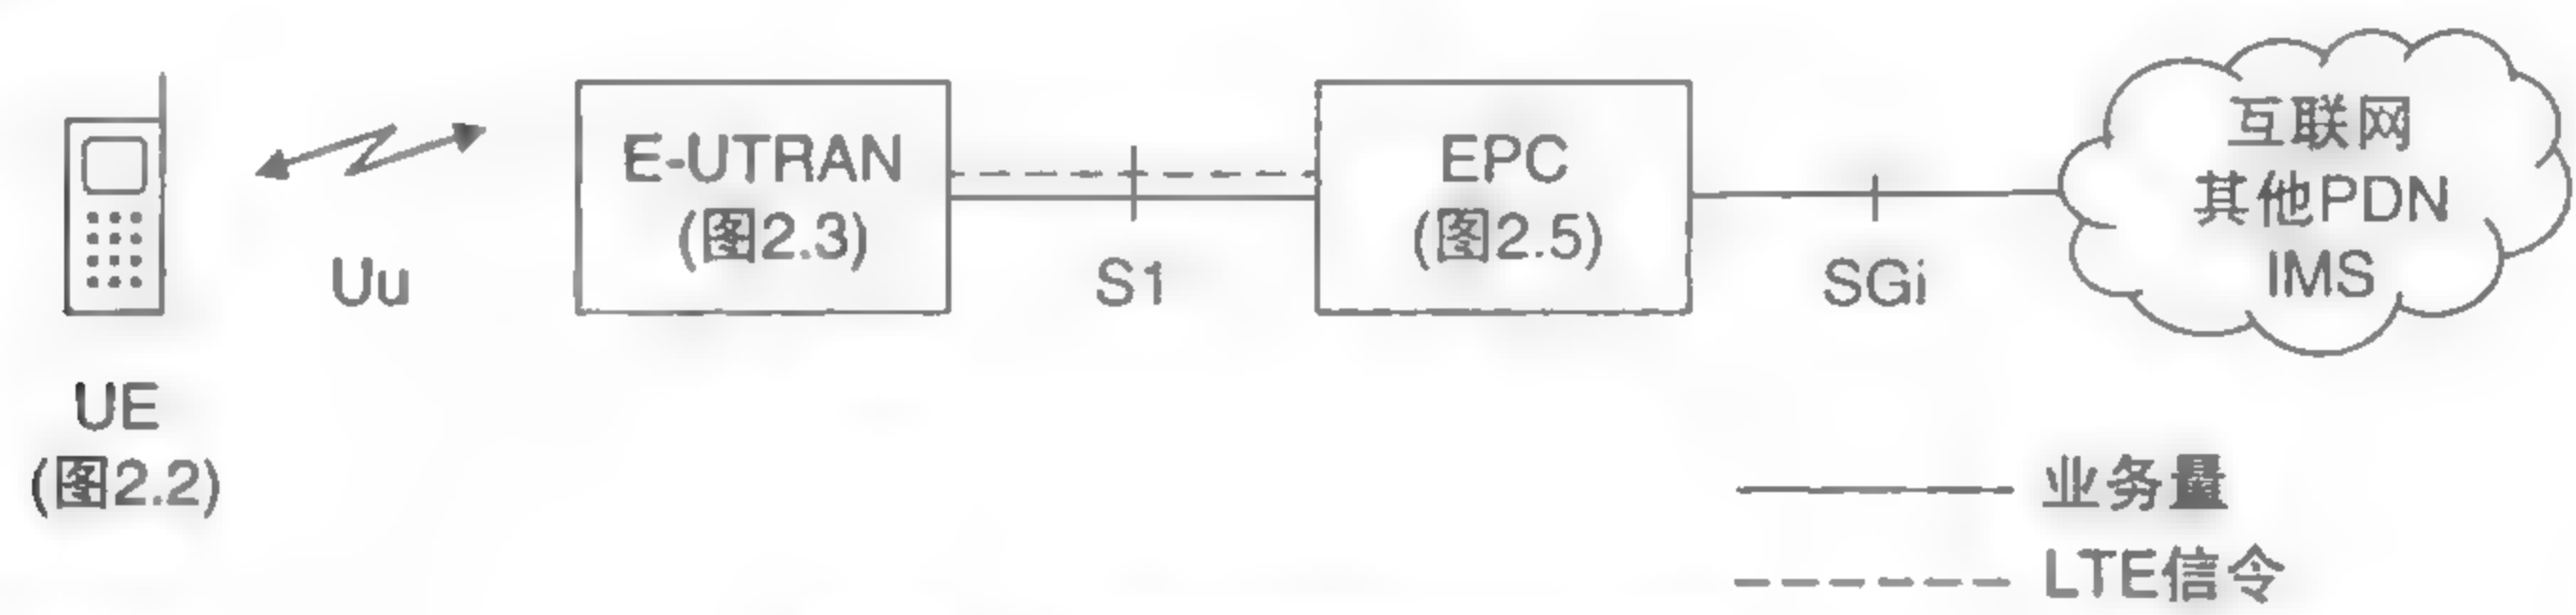 E-UTRAN
(图2.3)
EPC
(图2.5)
互联网
其他PDN
IMS
Uu
S1
SGi
UE
(图2.2)
业务量
LTE信令